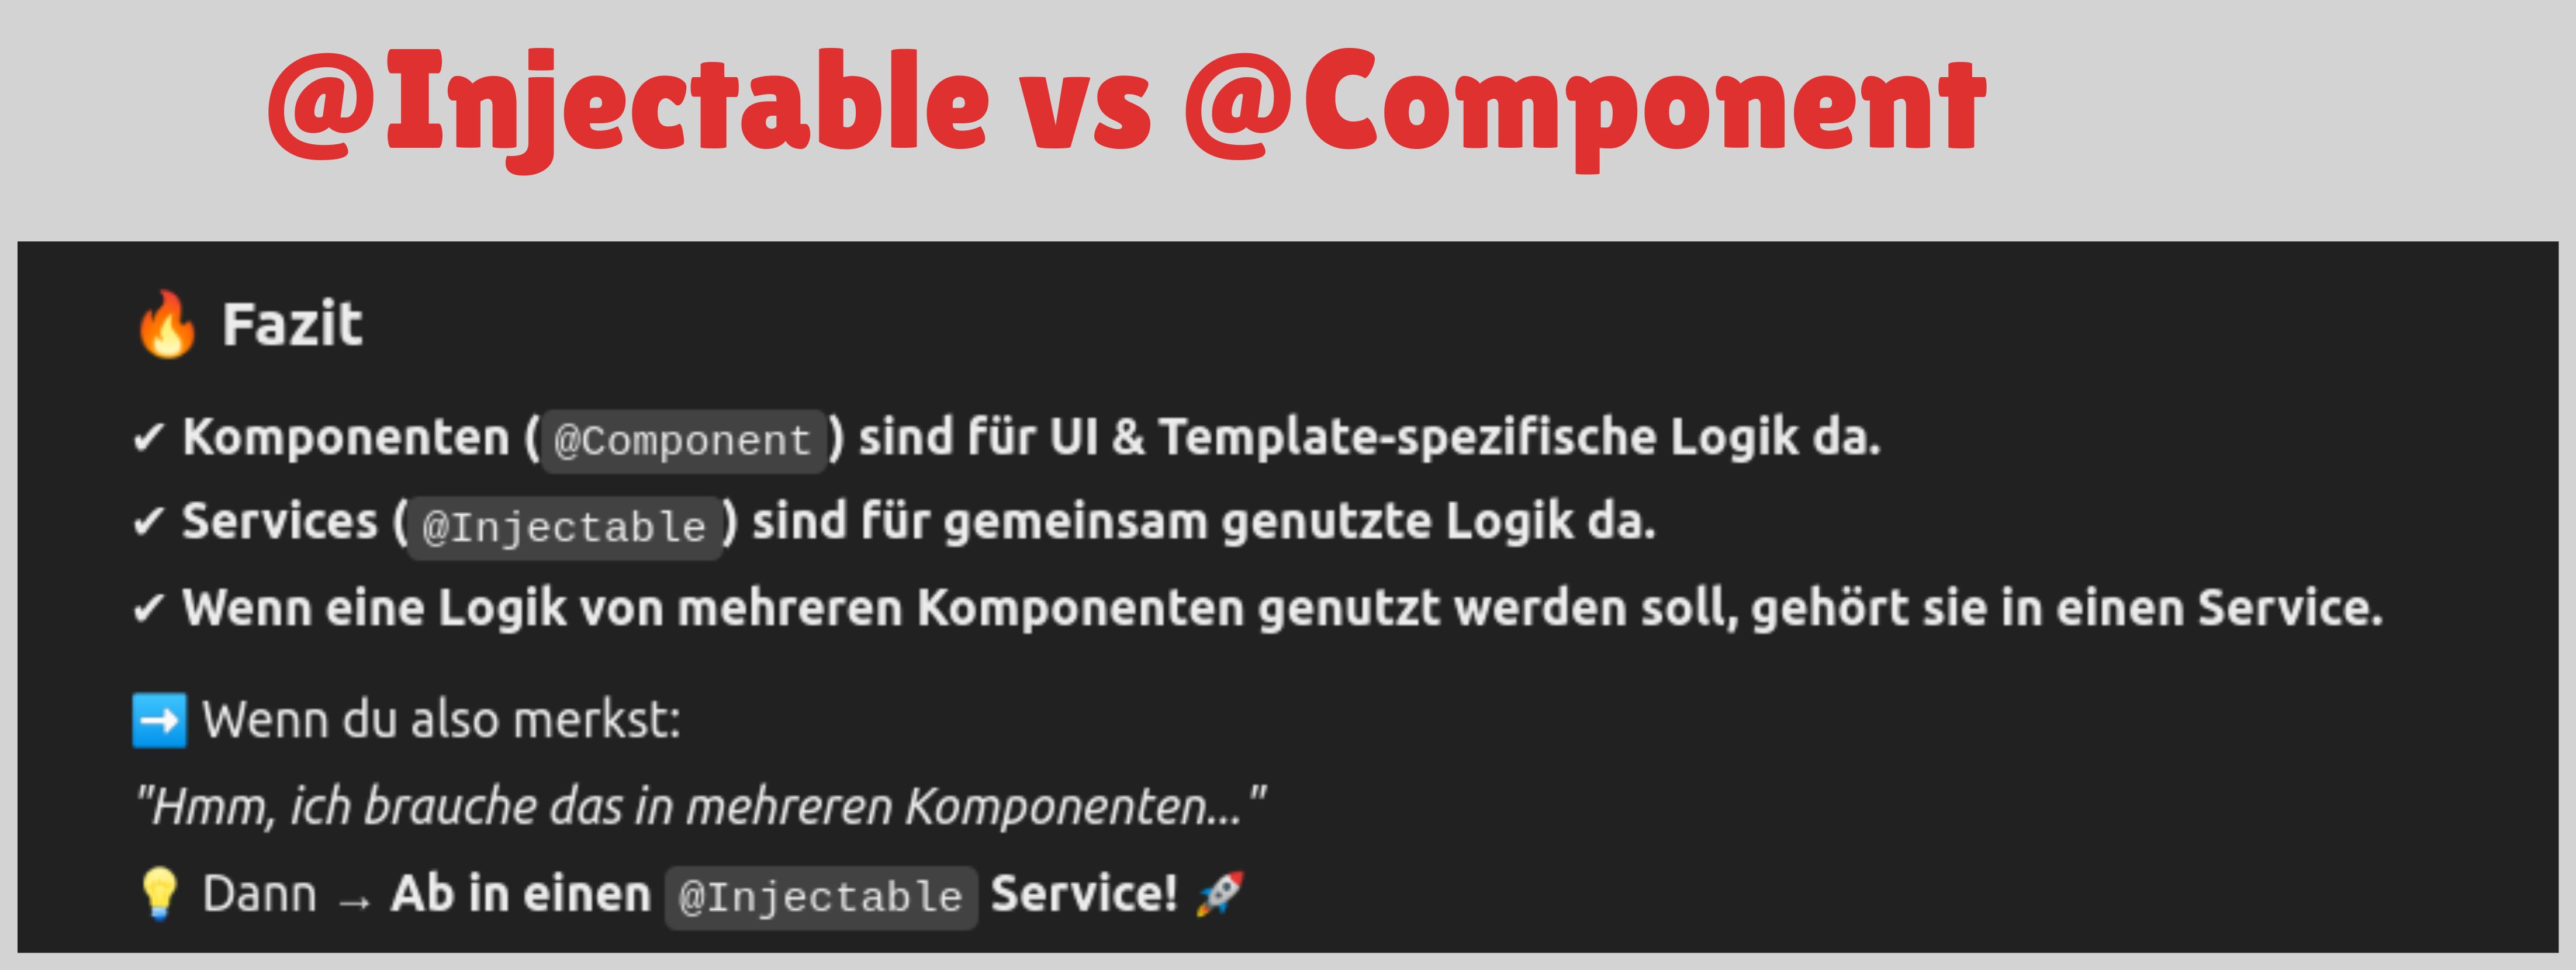 @Injectable vs @Component
🔥 Fazit
✔ Komponenten (@Component) sind für UI & Template-spezifische Logik da.
✔ Services (@Injectable) sind für gemeinsam genutzte Logik da.
✔ Wenn eine Logik von mehreren Komponenten genutzt werden soll, gehört sie in einen Service.
➡️ Wenn du also merkst:
"Hmm, ich brauche das in mehreren Komponenten..."
💡 Dann → Ab in einen @Injectable Service! 🚀